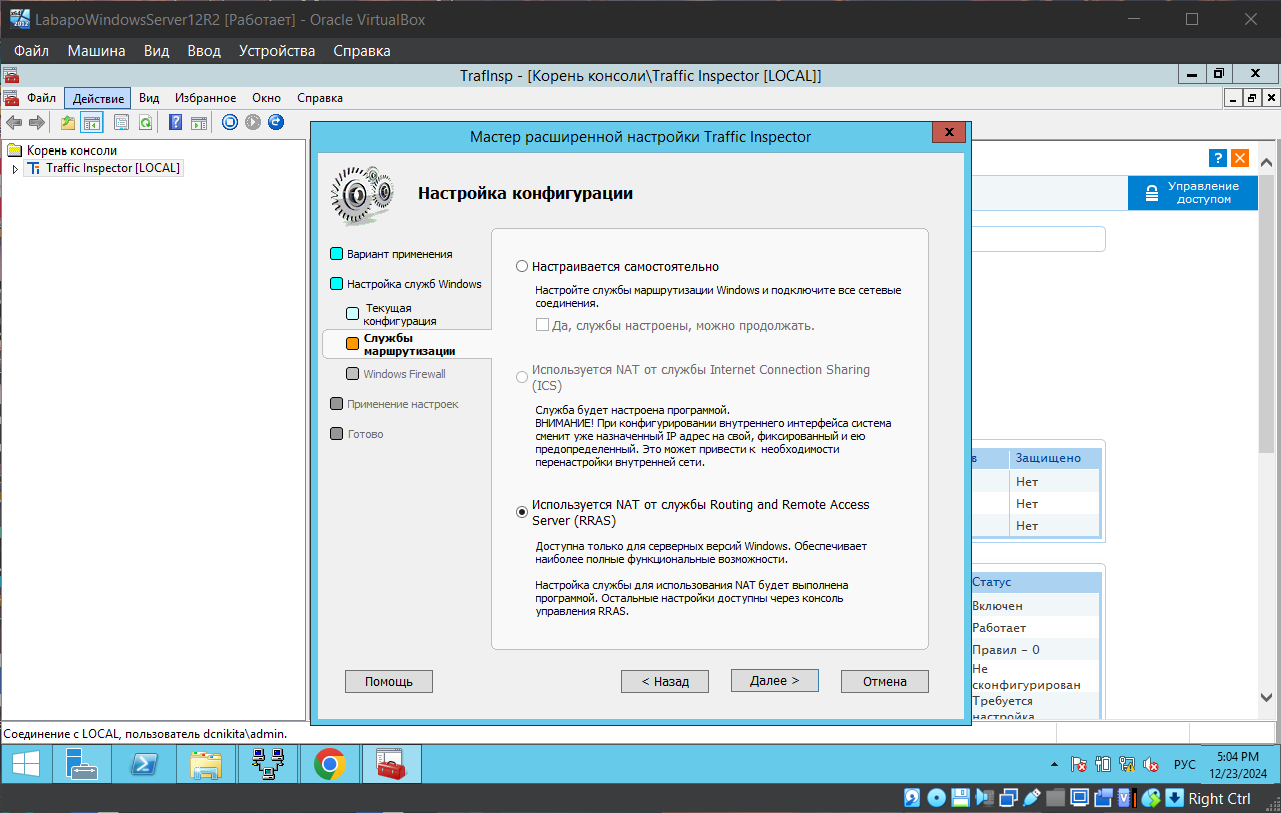 LabapoWindowsServer12R2 [Работает] - Oracle VirtualBox
Файл Машина Вид Ввод Устройства Справка
TrafInsp - [Корень консоли\Traffic Inspector [LOCAL]]
Файл Действие Вид Избранное Окно Справка
Корень консоли
Traffic Inspector [LOCAL]
Мастер расширенной настройки Traffic Inspector
Настройка конфигурации
Вариант применения
Настройка служб Windows
Текущая
конфигурация
Службы
маршрутизации
Windows Firewall
Применение настроек
Готово
Настраивается самостоятельно
Настройте службы маршрутизации Windows и подключите все сетевые
соединения.
Да, службы настроены, можно продолжать.
Используется NAT от службы Internet Connection Sharing
(ICS)
Служба будет настроена программой.
ВНИМАНИЕ! При конфигурировании внутреннего интерфейса система
сменит уже назначенный IP адрес на свой, фиксированный и ею
предопределенный. Это может привести к необходимости
перенастройки внутренней сети.
Используется NAT от службы Routing and Remote Access
Server (RRAS)
Доступна только для серверных версий Windows. Обеспечивает
наиболее полные функциональные возможности.
Настройка службы для использования NAT будет выполнена
программой. Остальные настройки доступны через консоль
управления RRAS.
Помощь
< Назад
Далее >
Отмена
Управление
доступом
в Защищено
Нет
Нет
Нет
Статус
Включен
Работает
Правил - 0
Не
сконфигурирован
Требуется
настройка
Соединение с LOCAL, пользователь dcnikita\admin.
РУС
5:04 PM
12/23/2024
Right Ctrl